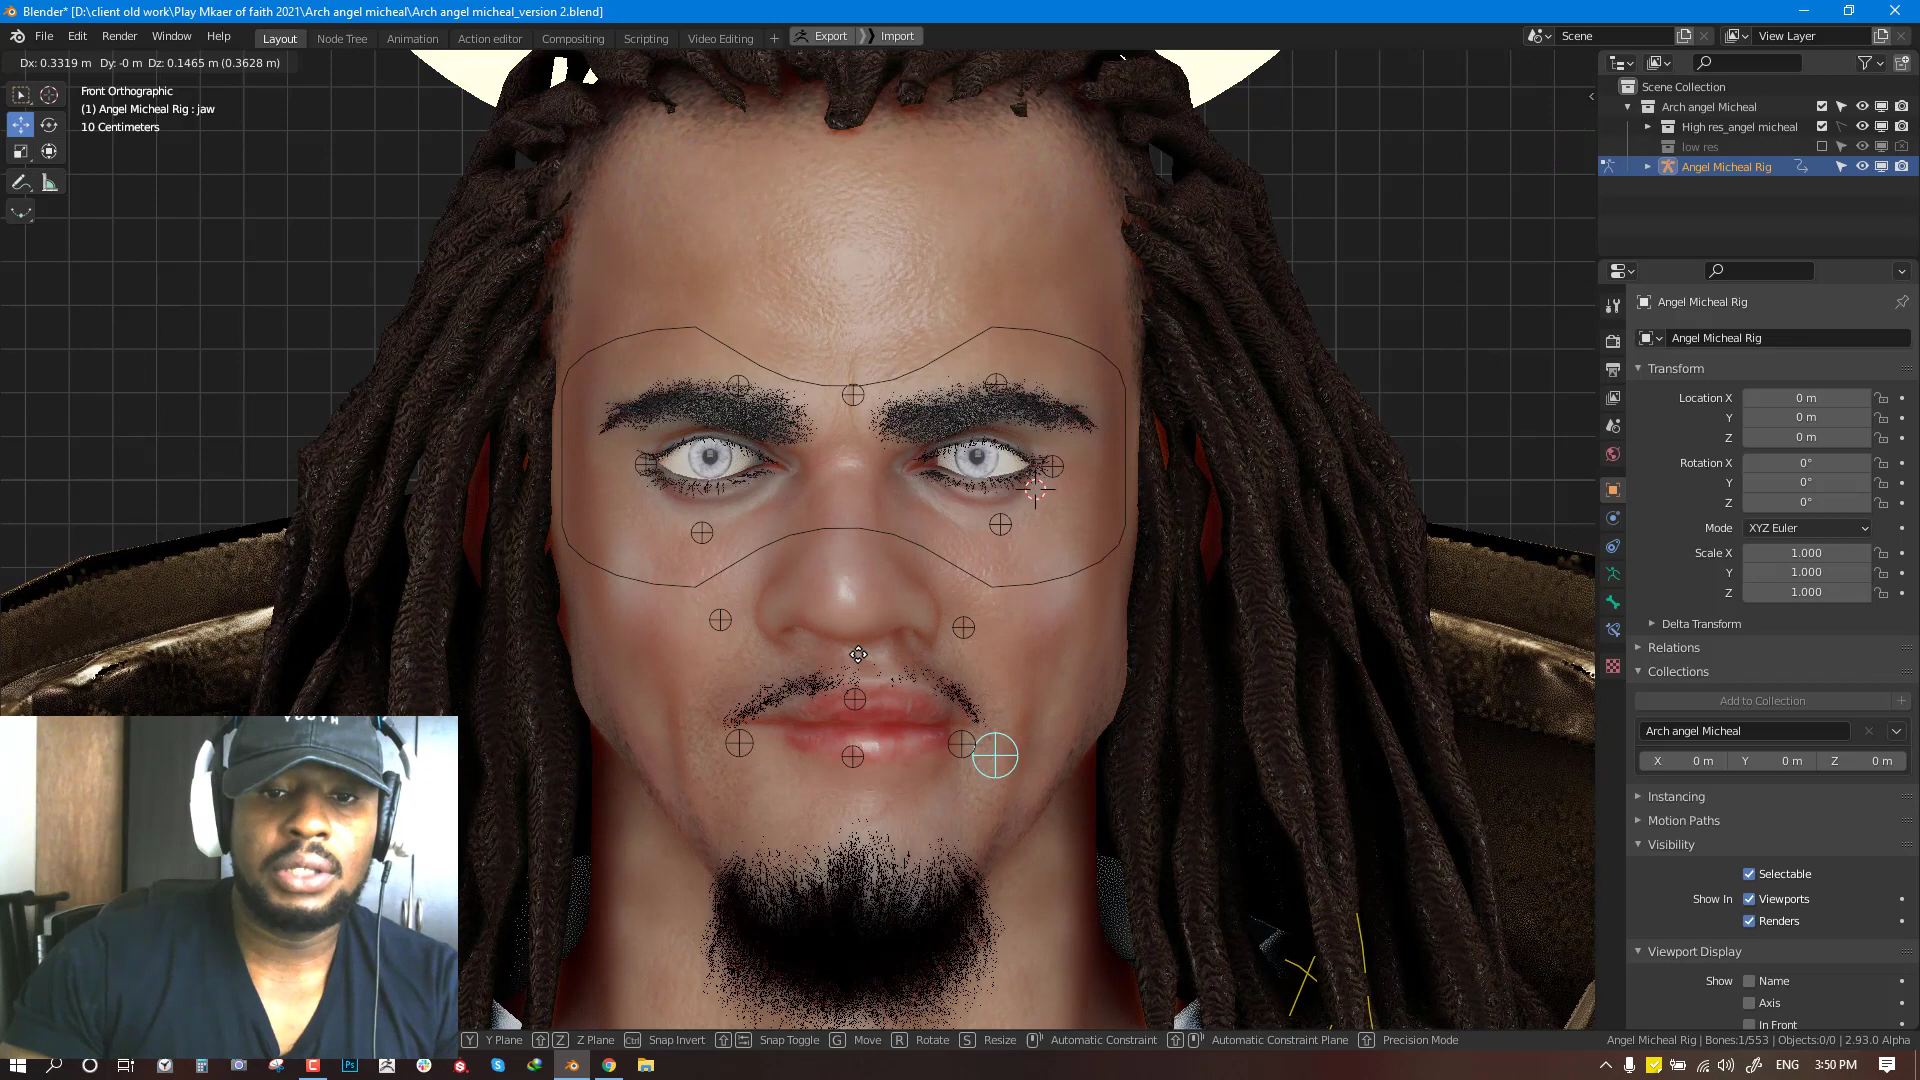 Blender* [D:\client old work\Play Mkaer of faith 2021\Arch angel micheal\Arch angel micheal_version 2.blend]
File Edit Render Window Help Layout Node Tree Animation Action editor Compositing Scripting Video Editing + Export Import Scene View Layer
Dx: 0.3319 m Dy: -0 m Dz: 0.1465 m (0.3628 m)
Front Orthographic
(1) Angel Micheal Rig : jaw
10 Centimeters
Scene Collection
Arch angel Micheal
High res_angel micheal
low res
Angel Micheal Rig
Angel Micheal Rig
Angel Micheal Rig
Transform
Location X 0 m
Y 0 m
Z 0 m
Rotation X 0°
Y 0°
Z 0°
Mode XYZ Euler
Scale X 1.000
Y 1.000
Z 1.000
Delta Transform
Relations
Collections
Add to Collection +
Arch angel Micheal
X 0 m Y 0 m Z 0 m
Instancing
Motion Paths
Visibility
Selectable
Show In Viewports
Renders
Viewport Display
Show Name
Axis
In Front
YOUTH
Y Y Plane Z Z Plane Ctrl Snap Invert Snap Toggle G Move R Rotate S Resize Automatic Constraint Automatic Constraint Plane Precision Mode
Angel Micheal Rig | Bones:1/553 | Objects:0/0 | 2.93.0 Alpha
Ps
ENG 3:50 PM